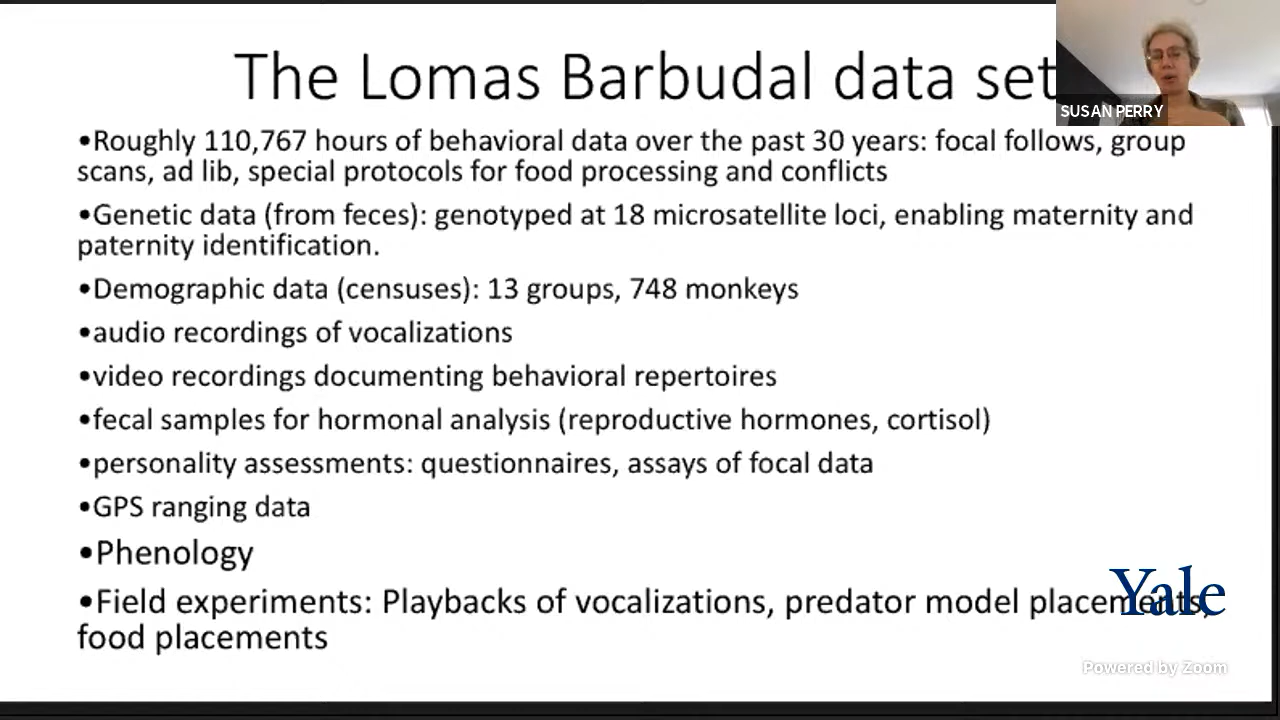 The Lomas Barbudal data set
SUSAN PERRY
•Roughly 110,767 hours of behavioral data over the past 30 years: focal follows, group
scans, ad lib, special protocols for food processing and conflicts
•Genetic data (from feces): genotyped at 18 microsatellite loci, enabling maternity and
paternity identification.
•Demographic data (censuses): 13 groups, 748 monkeys
•audio recordings of vocalizations
•video recordings documenting behavioral repertoires
•fecal samples for hormonal analysis (reproductive hormones, cortisol)
•personality assessments: questionnaires, assays of focal data
•GPS ranging data
•Phenology
•Field experiments: Playbacks of vocalizations, predator model placements,
food placements
Yale
Powered by Zoom